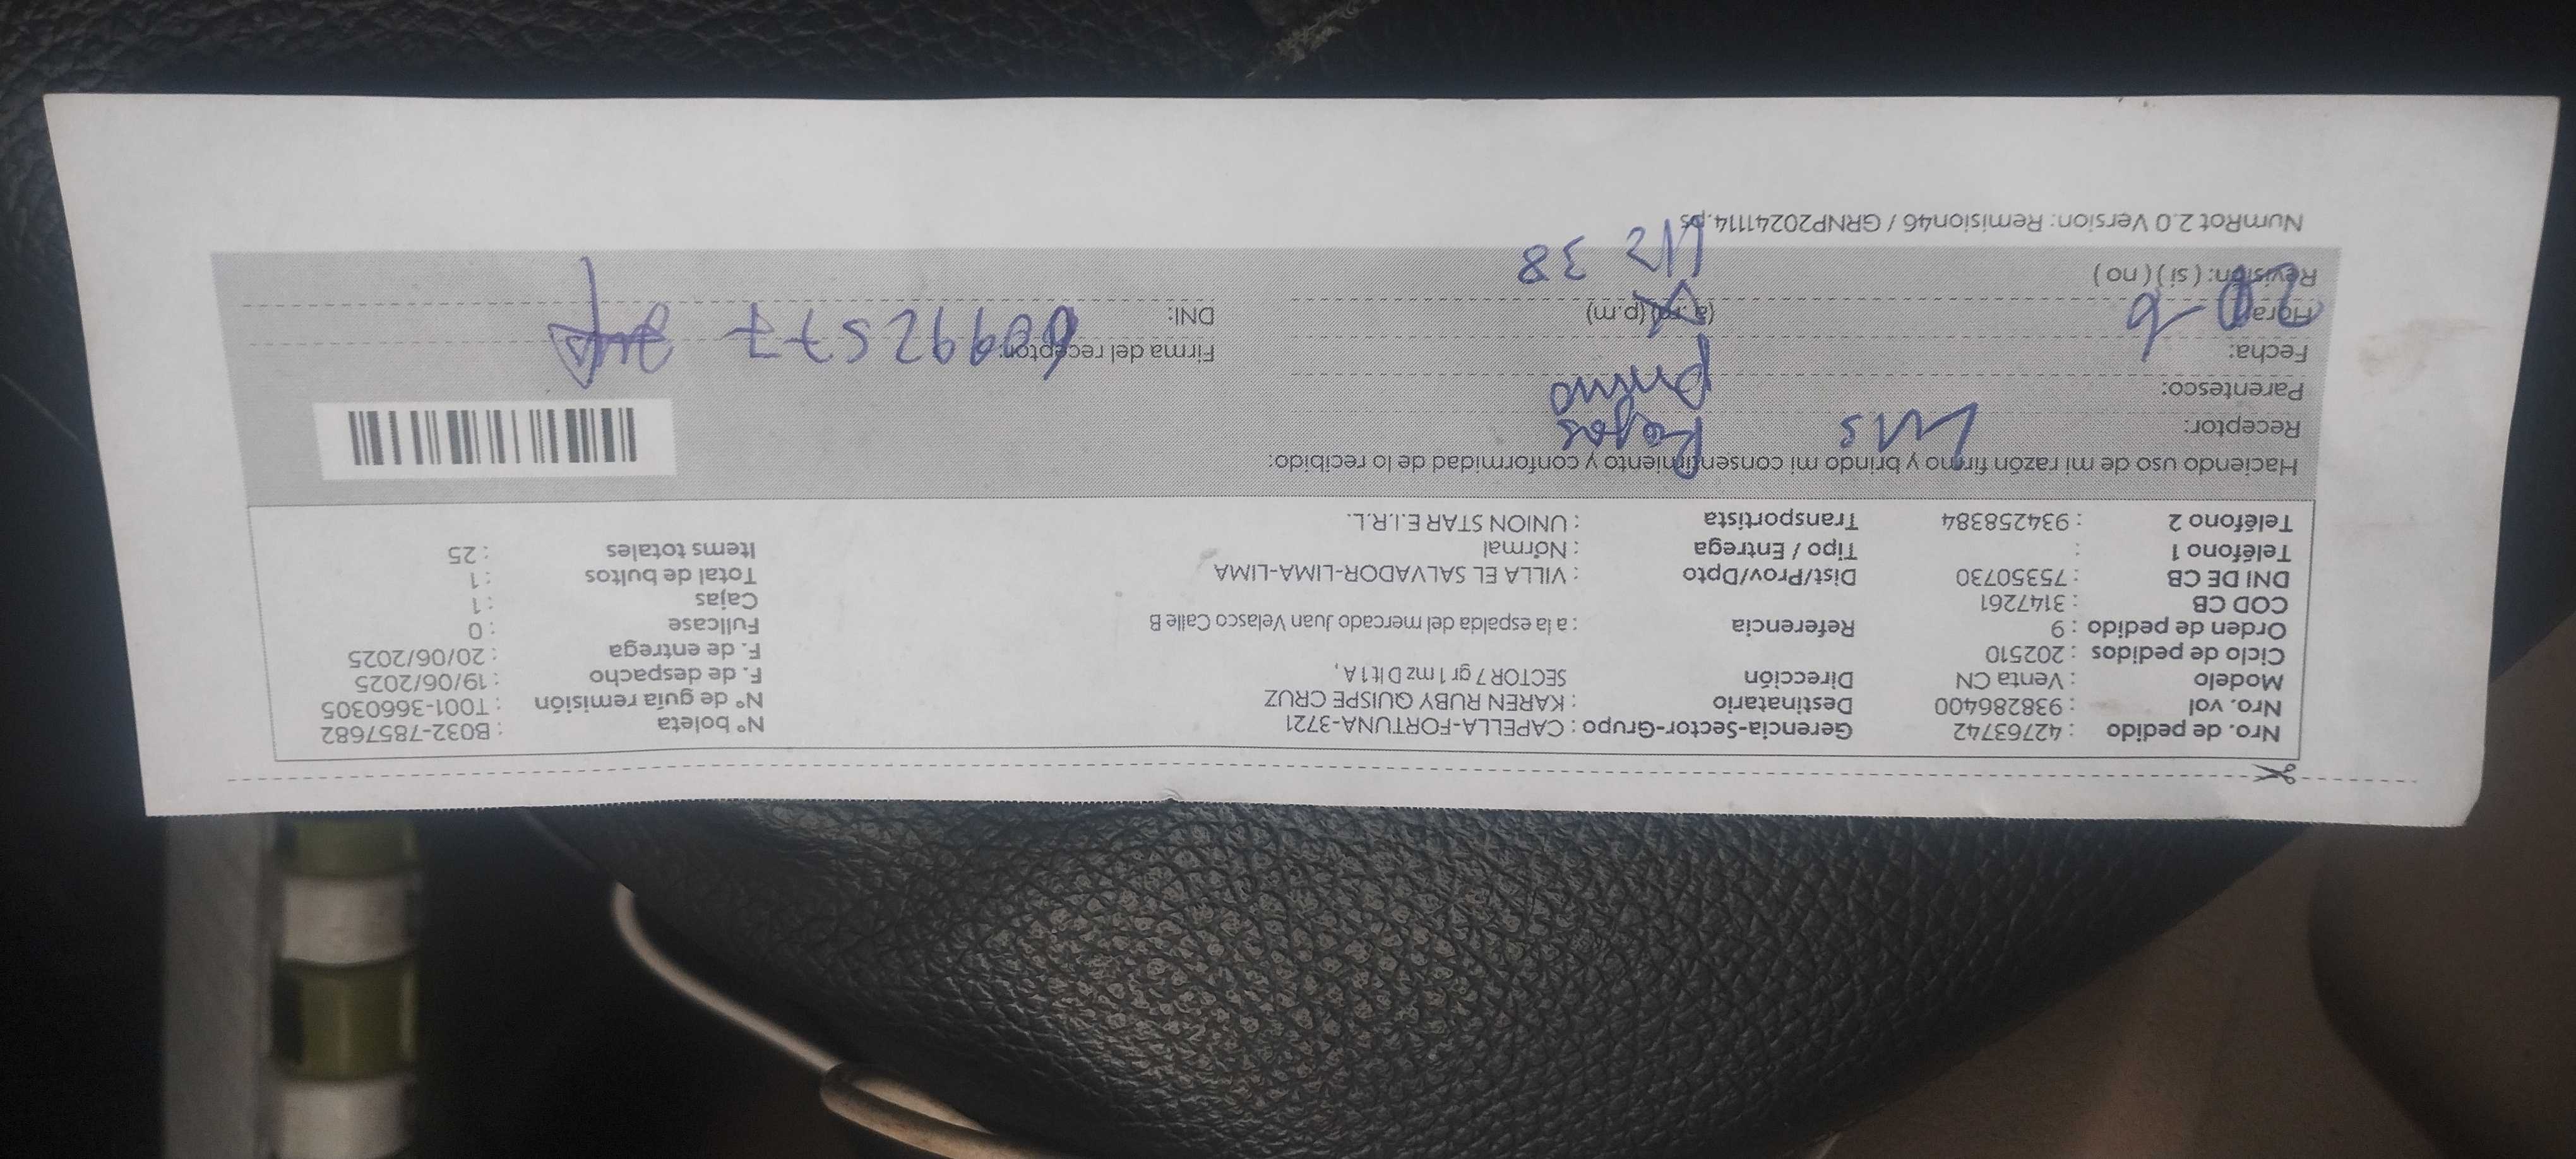 Nro. de pedido : 42763742 Gerencia-Sector-Grupo : CAPELLA-FORTUNA-3721 N° boleta : B032-7857682
Nro. vol : 938286400 Destinatario : KAREN RUBY QUISPE CRUZ N° de guía remisión : T001-3660305
Modelo : Venta CN Dirección SECTOR 7 gr 1 mz D lt 1 A , F. de despacho : 19/06/2025
Ciclo de pedidos : 202510 F. de entrega : 20/06/2025
Orden de pedido : 9 Referencia : a la espalda del mercado Juan Velasco Calle B Fullcase : 0
COD CB : 3147261 Cajas : 1
DNI DE CB : 75350730 Dist/Prov/Dpto : VILLA EL SALVADOR-LIMA-LIMA Total de bultos : 1
Teléfono 1 : Tipo / Entrega : Normal Items totales : 25
Teléfono 2 : 934258384 Transportista : UNION STAR E.I.R.L.
Haciendo uso de mi razón firmo y brindo mi consentimiento y conformidad de lo recibido:
Receptor: Luis Rojas
Parentesco: primo
Fecha: 20-6 Firma del receptor:
Hora: (a.m) (p.m) DNI: 60992577
Revisión: ( si ) ( no ) 38
NumRot 2.0 Version: Remision46 / GRNP20241114.ps